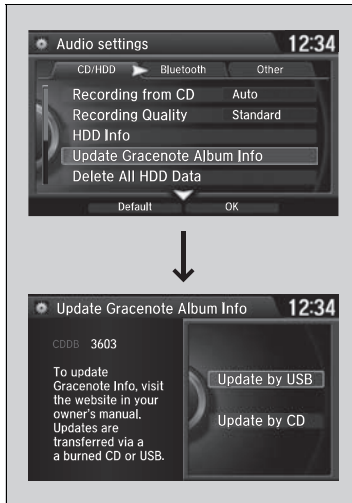 Audio settings 12:34
CD/HDD Bluetooth Other
Recording from CD Auto
Recording Quality Standard
HDD Info
Update Gracenote Album Info
Delete All HDD Data
Default OK
Update Gracenote Album Info 12:34
CDDB 3603
To update
Gracenote Info, visit
the website in your
owner's manual.
Updates are
transferred via a
a burned CD or USB.
Update by USB
Update by CD